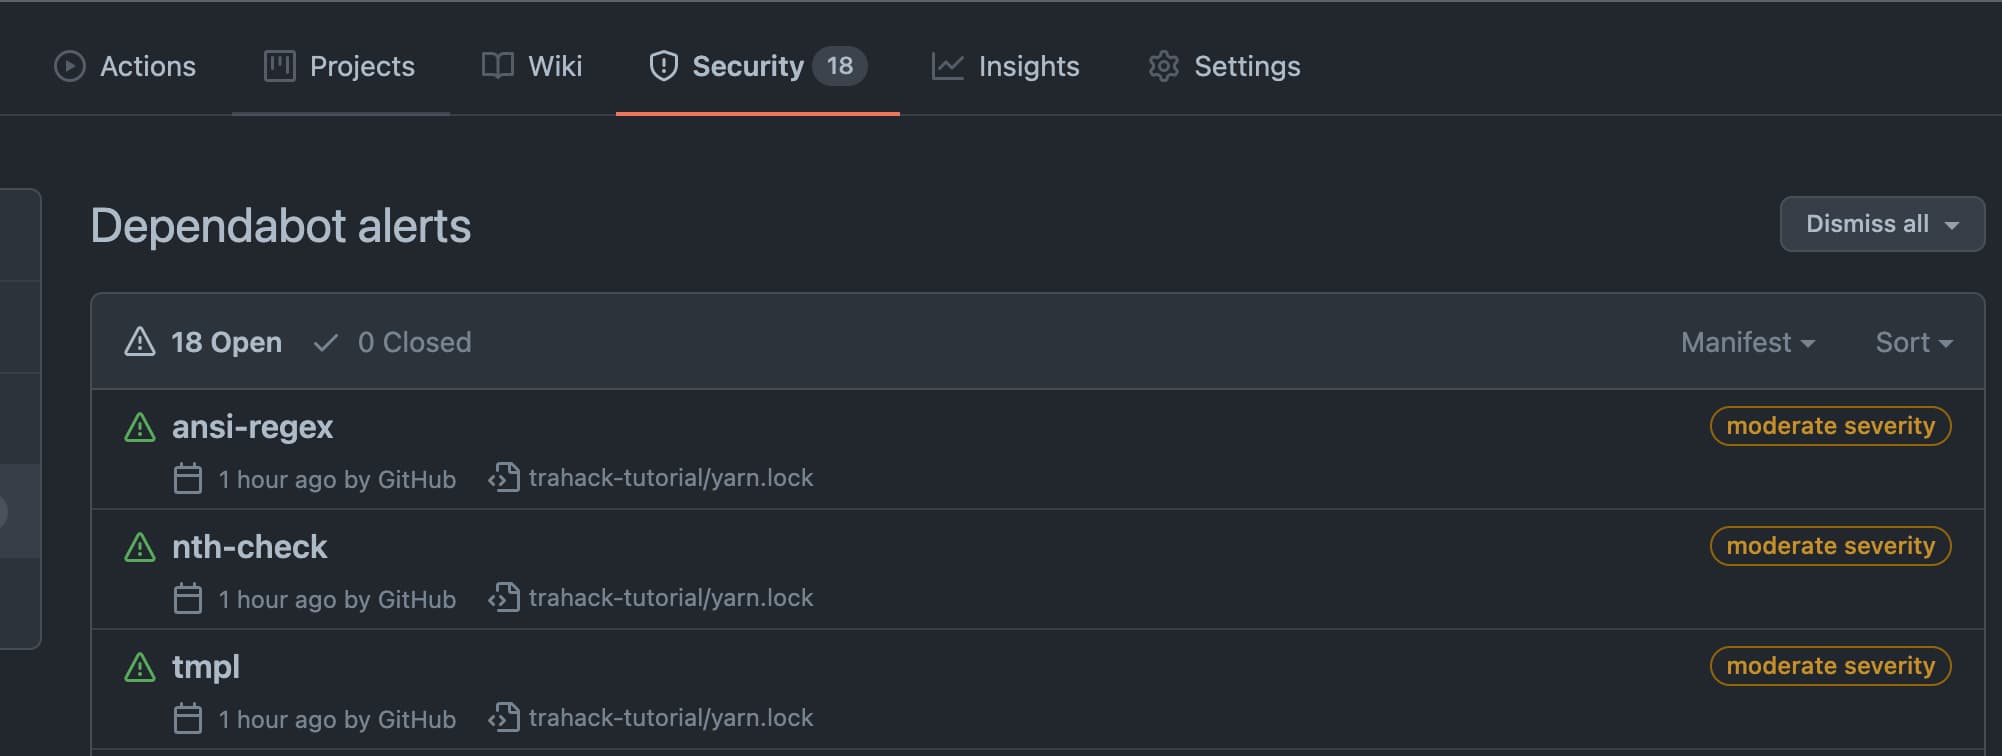 Actions Projects Wiki Security 18 Insights Settings
Dependabot alerts Dismiss all
18 Open 0 Closed Manifest Sort
ansi-regex moderate severity
1 hour ago by GitHub trahack-tutorial/yarn.lock
nth-check moderate severity
1 hour ago by GitHub trahack-tutorial/yarn.lock
tmpl moderate severity
1 hour ago by GitHub trahack-tutorial/yarn.lock